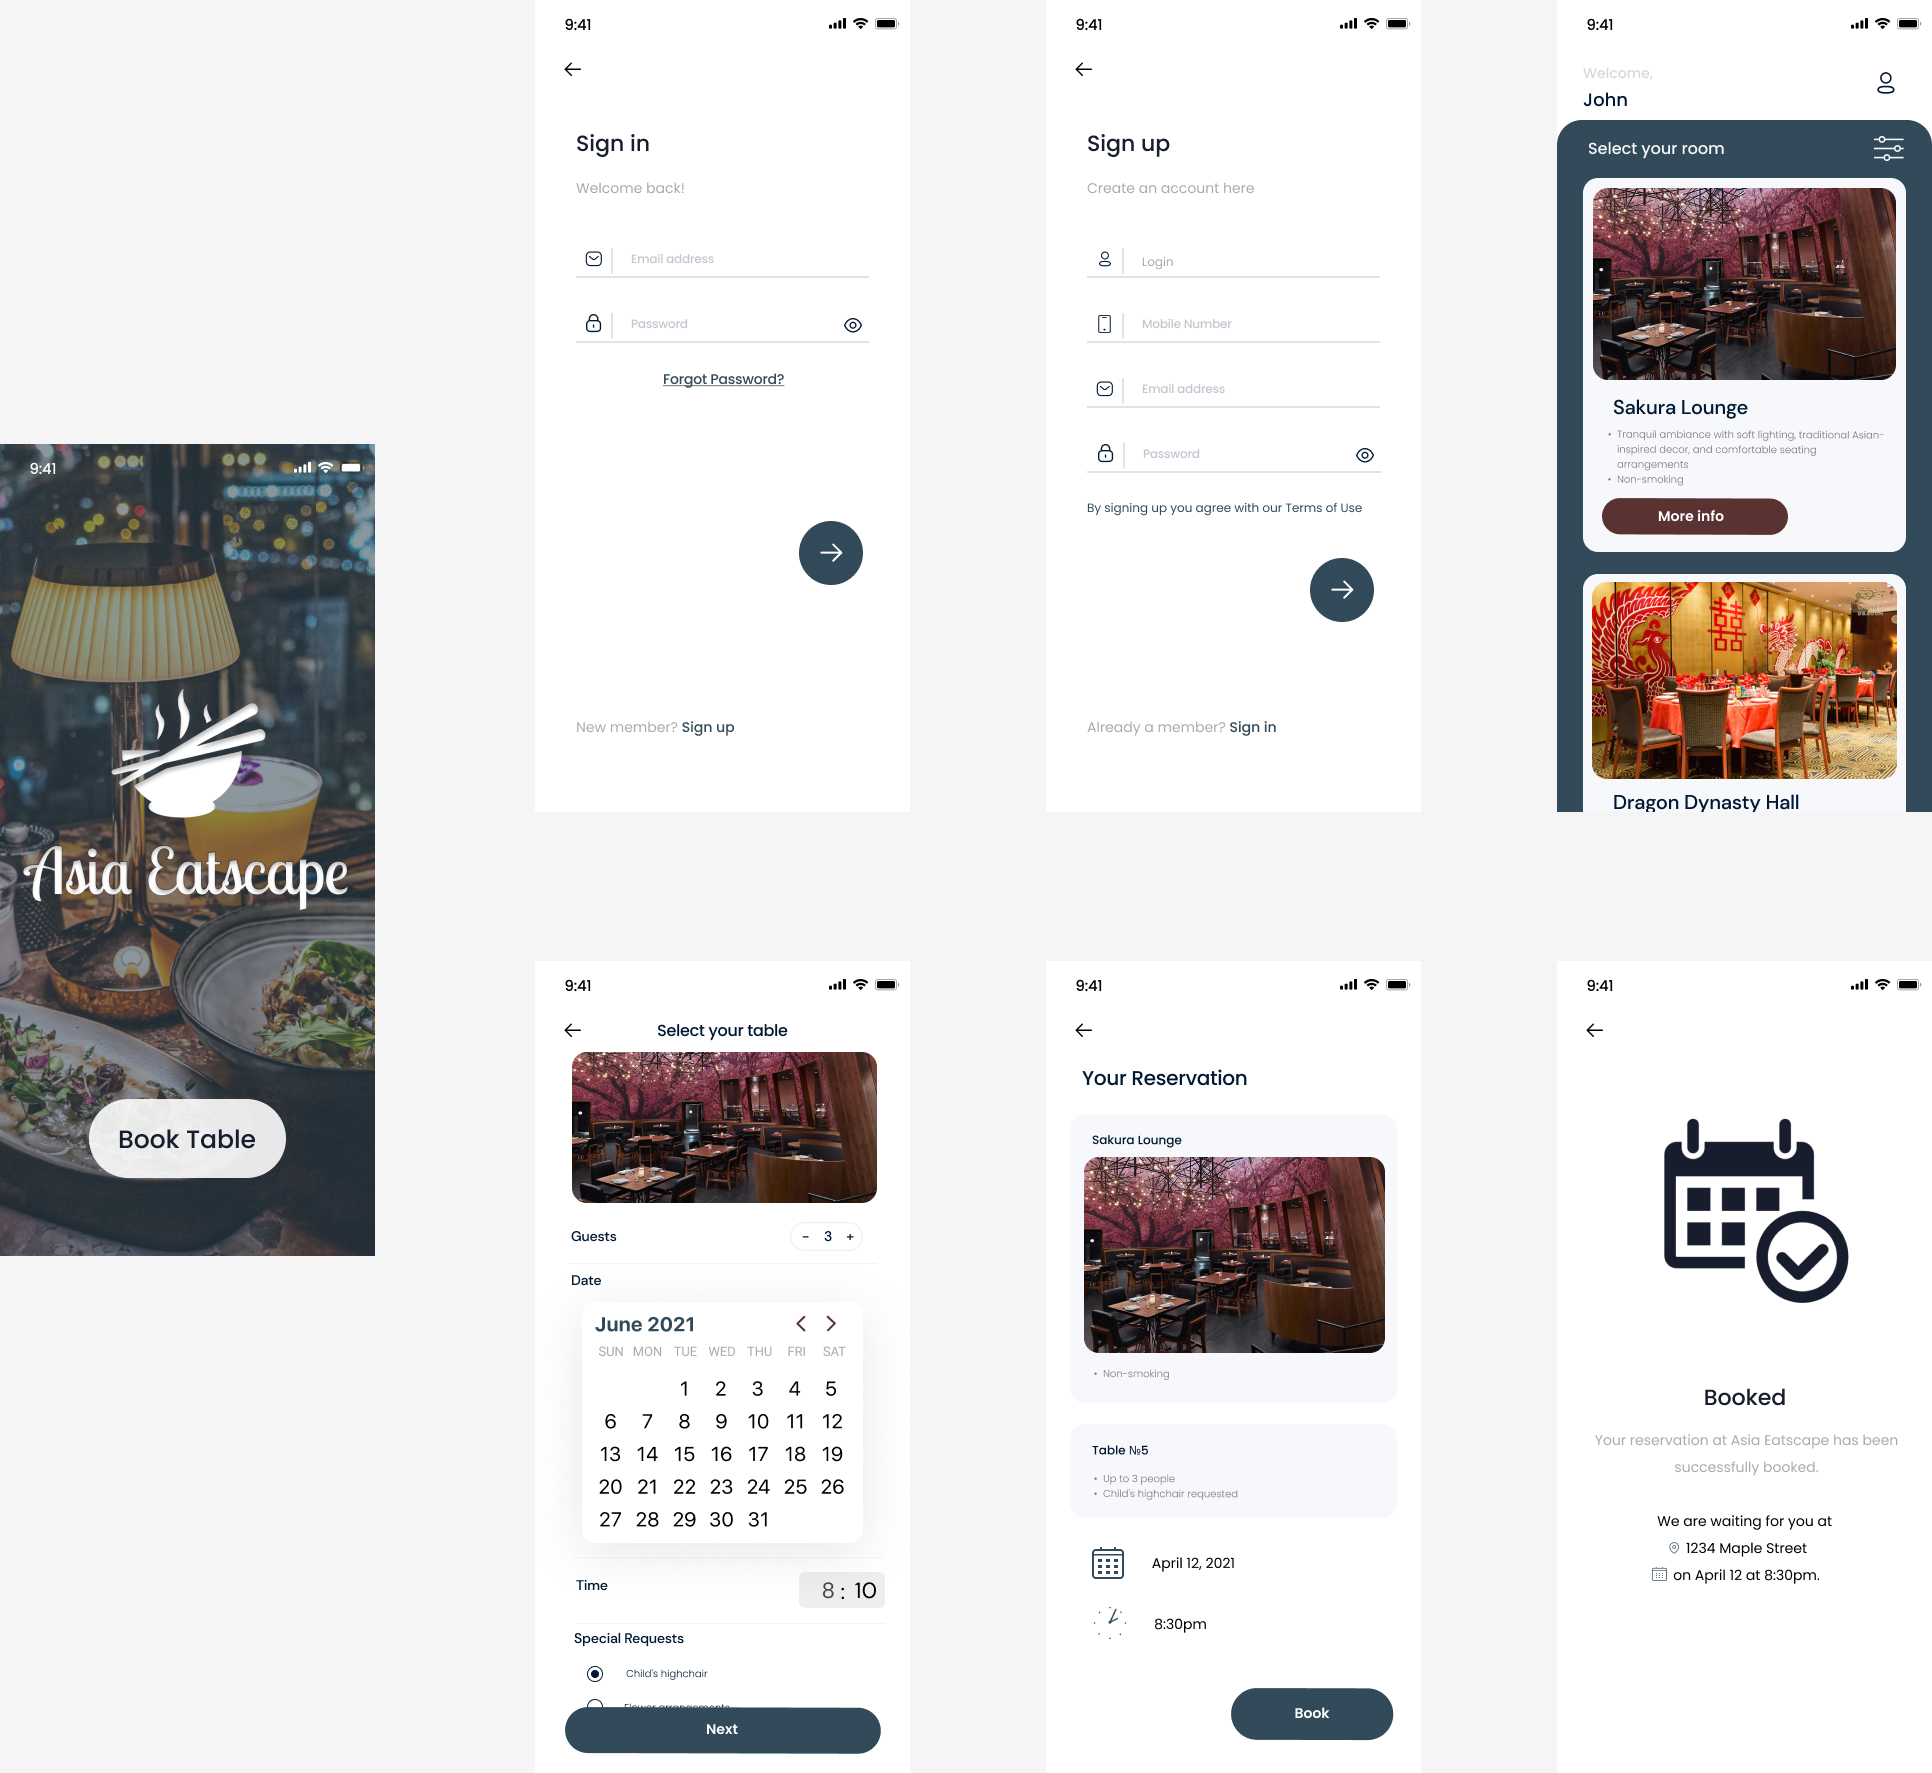 9:41
Asia Eatscape
Book Table
9:41
Sign in
Welcome back!
Email address
Password
Forgot Password?
New member? Sign up
9:41
Sign up
Create an account here
Login
Mobile Number
Email address
Password
By signing up you agree with our Terms of Use
Already a member? Sign in
9:41
Welcome,
John
Select your room
Sakura Lounge
• Tranquil ambiance with soft lighting, traditional Asian-
inspired decor, and comfortable seating
arrangements
• Non-smoking
More info
囍
Dragon Dynasty Hall
9:41
Select your table
Guests
- 3 +
Date
June 2021
SUN MON TUE WED THU FRI SAT
1 2 3 4 5
6 7 8 9 10 11 12
13 14 15 16 17 18 19
20 21 22 23 24 25 26
27 28 29 30 31
Time
8 : 10
Special Requests
Child's highchair
Flower arrangements
Next
9:41
Your Reservation
Sakura Lounge
• Non-smoking
Table №5
• Up to 3 people
• Child's highchair requested
April 12, 2021
8:30pm
Book
9:41
Booked
Your reservation at Asia Eatscape has been
successfully booked.
We are waiting for you at
1234 Maple Street
on April 12 at 8:30pm.